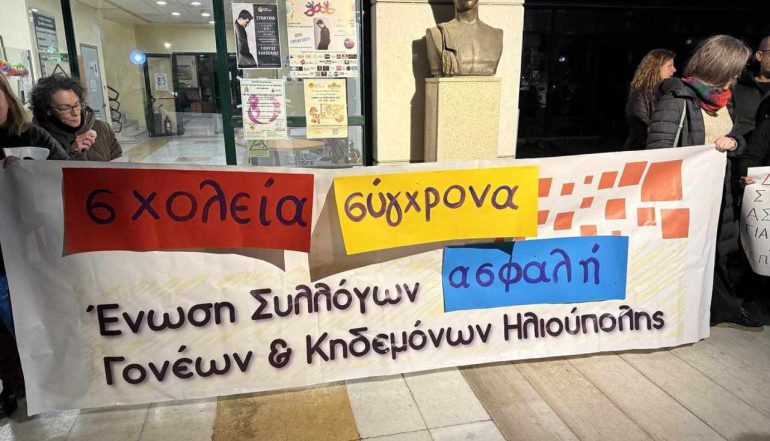 σχολεία
σύγχρονα
ασφαλή
Ένωση Συλλόγων
Γονέων & Κηδεμόνων Ηλιούπολης